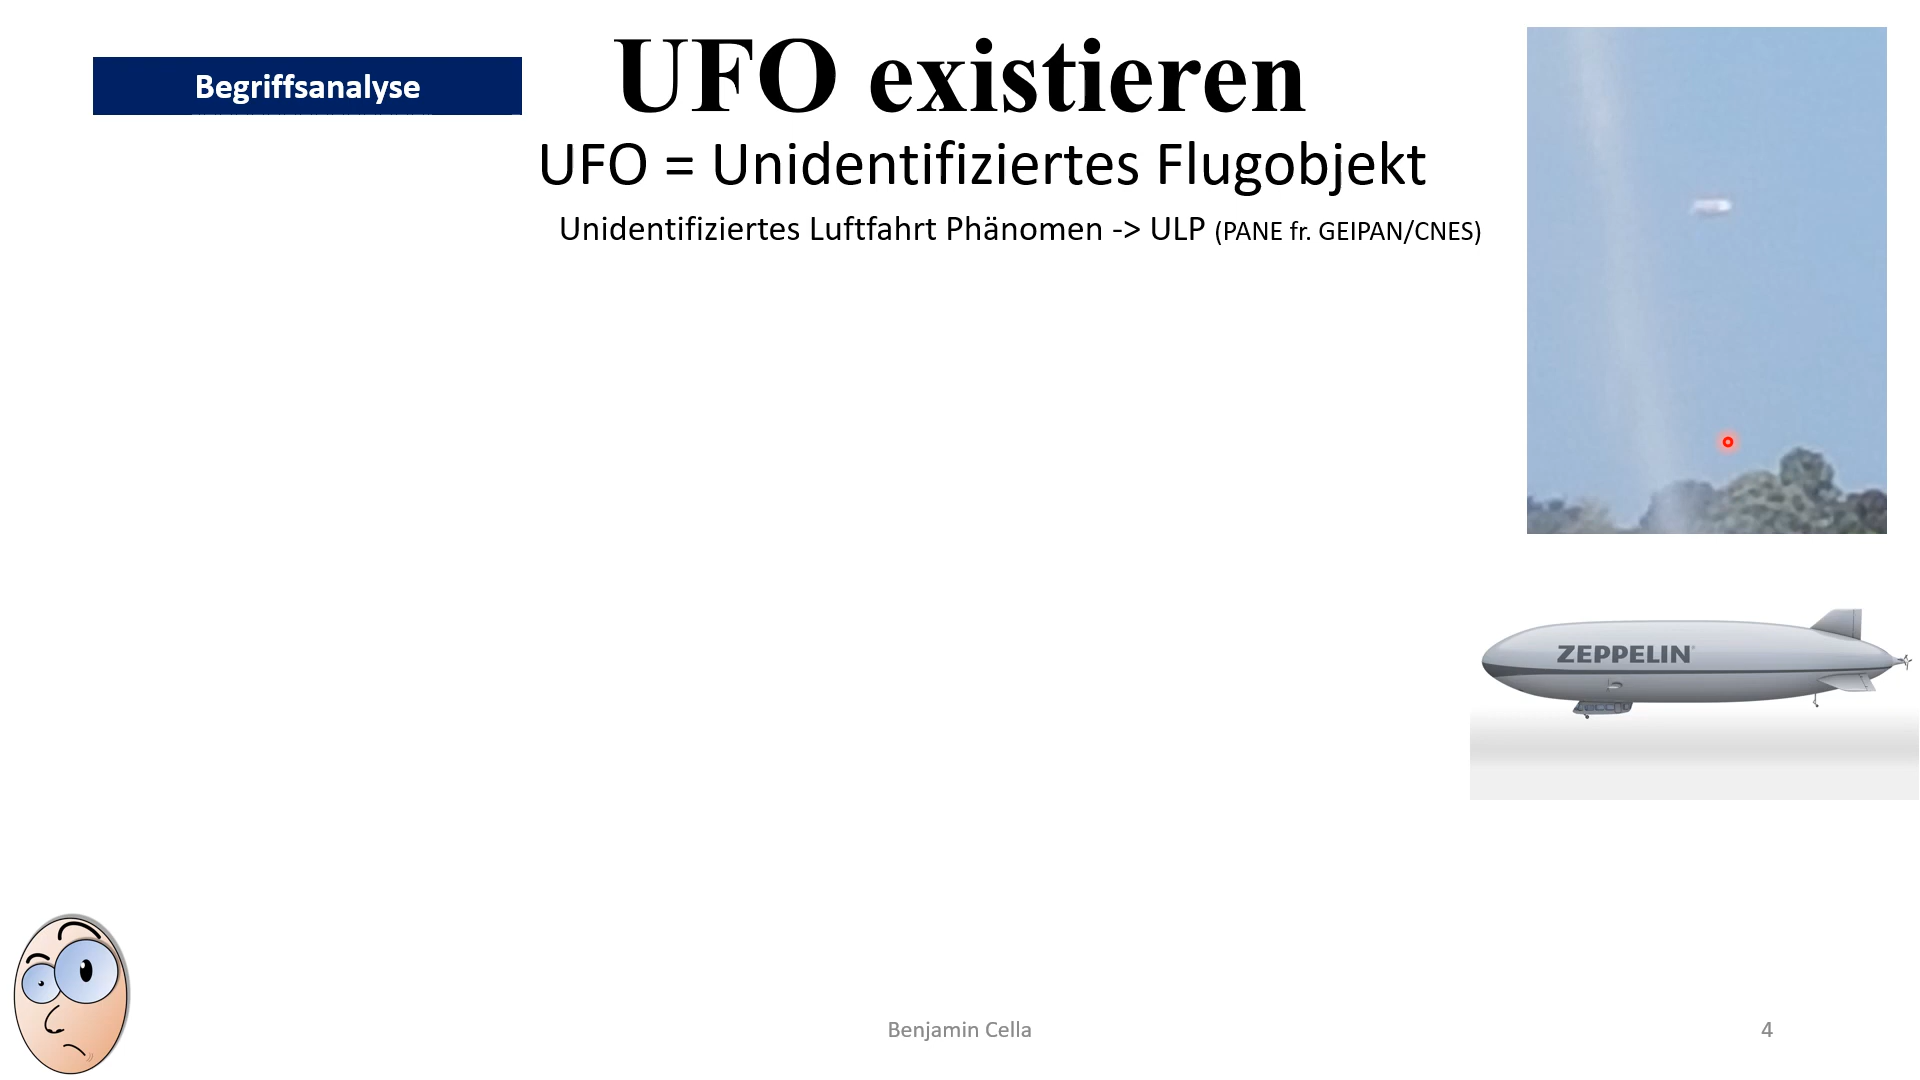 Begriffsanalyse
UFO existieren
UFO = Unidentifiziertes Flugobjekt
Unidentifiziertes Luftfahrt Phänomen -> ULP (PANE fr. GEIPAN/CNES)
ZEPPELIN
Benjamin Cella
4